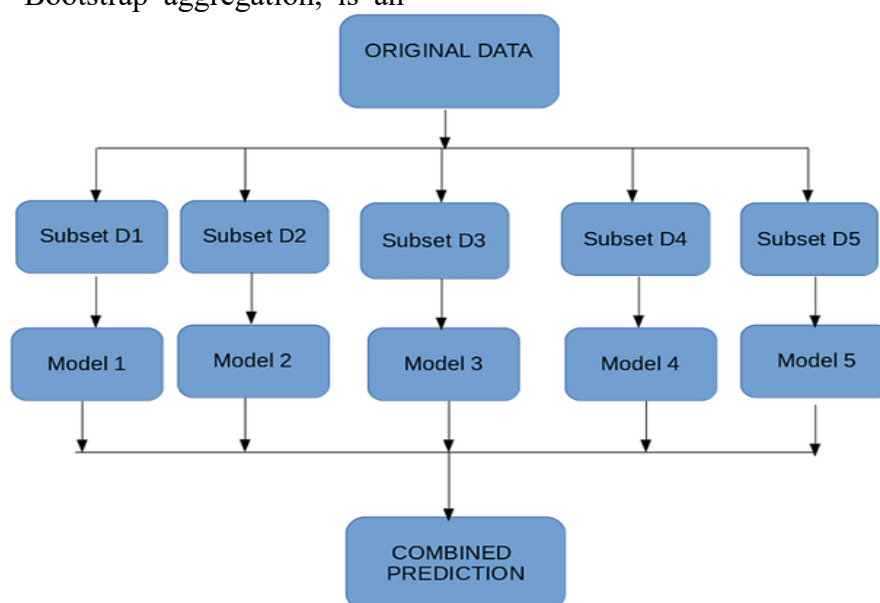 Bootstrap aggregation, is an
ORIGINAL DATA
Subset D1
Subset D2
Subset D3
Subset D4
Subset D5
Model 1
Model 2
Model 3
Model 4
Model 5
COMBINED
PREDICTION